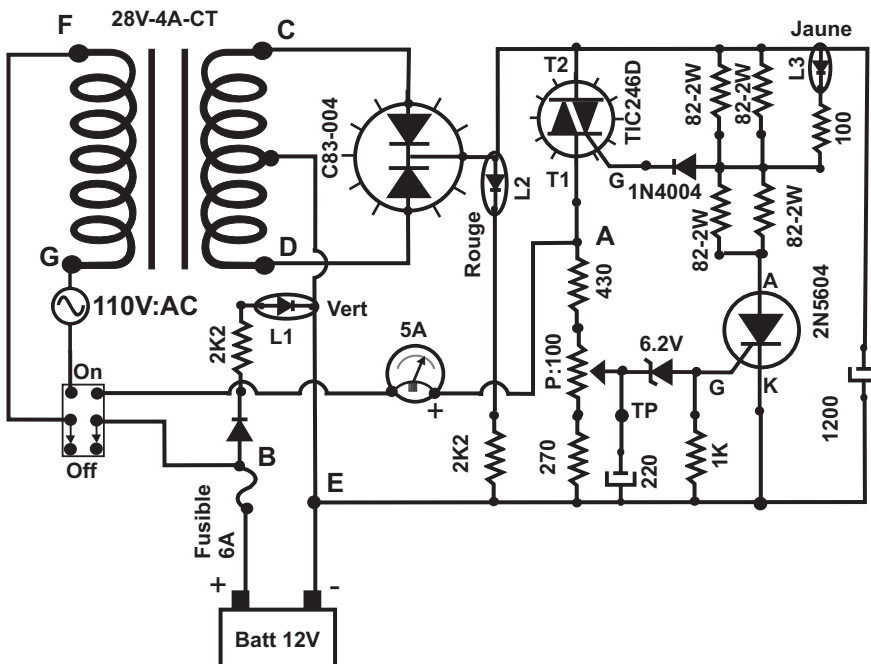 28V-4A-CT
F
C
Jaune
T2
TIC246D
82-2W
82-2W
L3
100
C83-004
T1
G
1N4004
L2
Rouge
A
82-2W
82-2W
G
D
110V:AC
Vert
L1
2K2
5A
+
430
P:100
6.2V
A
2N5604
G
K
On
Off
B
TP
1200
2K2
270
220
1K
E
Fusible
6A
+
-
Batt 12V